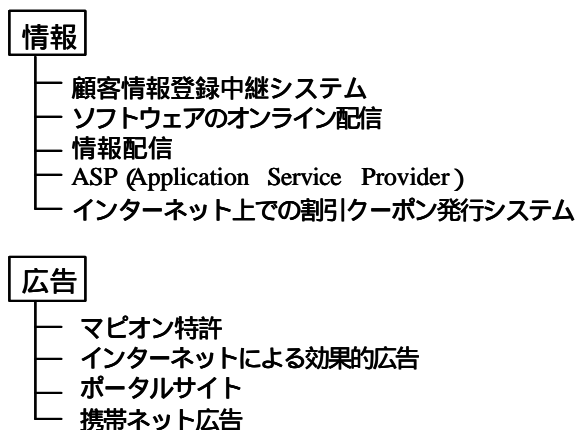 情報
顧客情報登録中継システム
ソフトウェアのオンライン配信
情報配信
ASP (Application Service Provider)
インターネット上での割引クーポン発行システム
広告
マピオン特許
インターネットによる効果的広告
ポータルサイト
携帯ネット広告